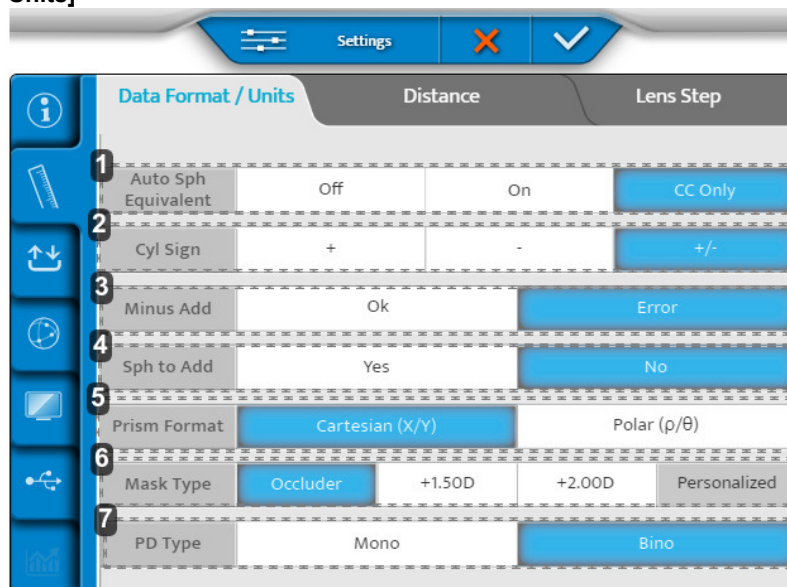 Units]
Settings
Data Format / Units Distance Lens Step
1
Auto Sph Off On CC Only
Equivalent
2
Cyl Sign + - +/-
3
Minus Add Ok Error
4
Sph to Add Yes No
5
Prism Format Cartesian (X/Y) Polar (ρ/θ)
6
Mask Type Occluder +1.50D +2.00D Personalized
7
PD Type Mono Bino